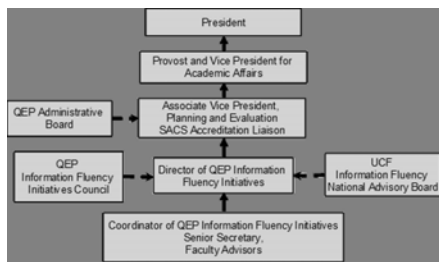 President
Provost and Vice President for
Academic Affairs
QEP Administrative
Board
Associate Vice President,
Planning and Evaluation
SACS Accreditation Liaison
QEP
Information Fluency
Initiatives Council
Director of QEP Information
Fluency Initiatives
UCF
Information Fluency
National Advisory Board
Coordinator of QEP Information Fluency Initiatives
Senior Secretary,
Faculty Advisors